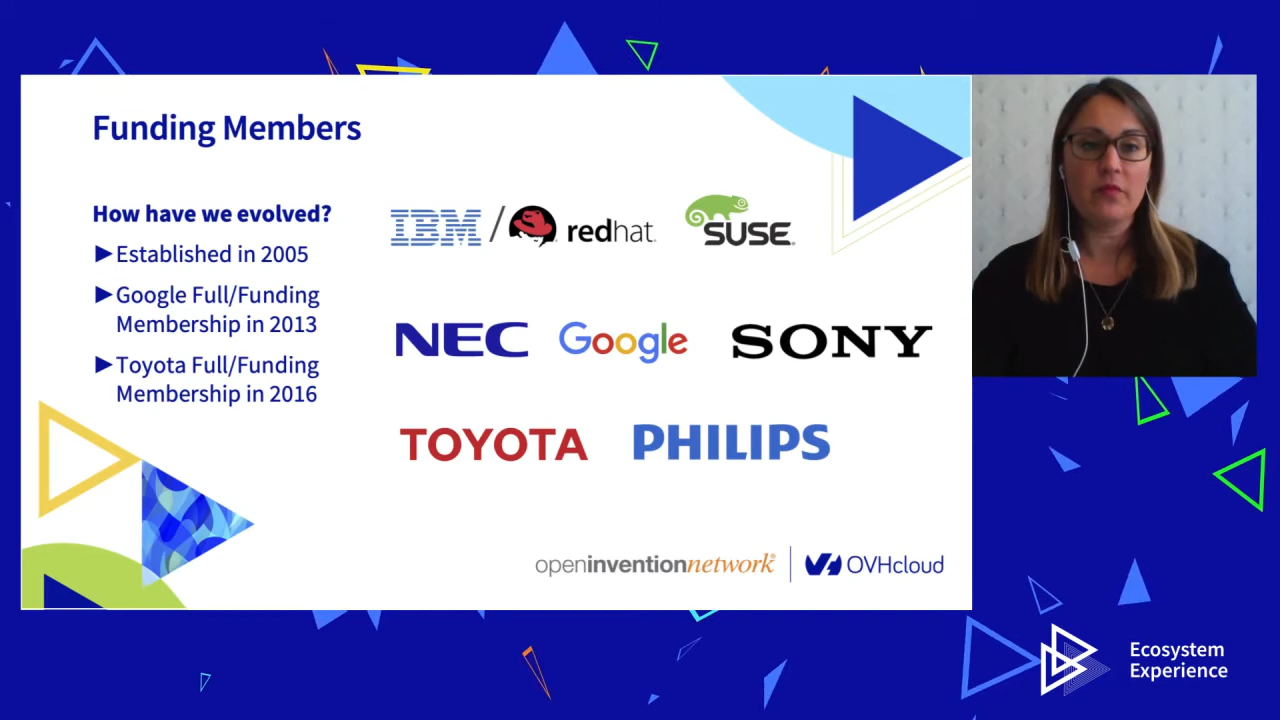 Funding Members
How have we evolved?
▶Established in 2005
▶Google Full/Funding
Membership in 2013
▶Toyota Full/Funding
Membership in 2016
IBM / redhat.
SUSE
NEC
Google
SONY
TOYOTA
PHILIPS
openinventionnetwork®
OVHcloud
Ecosystem
Experience